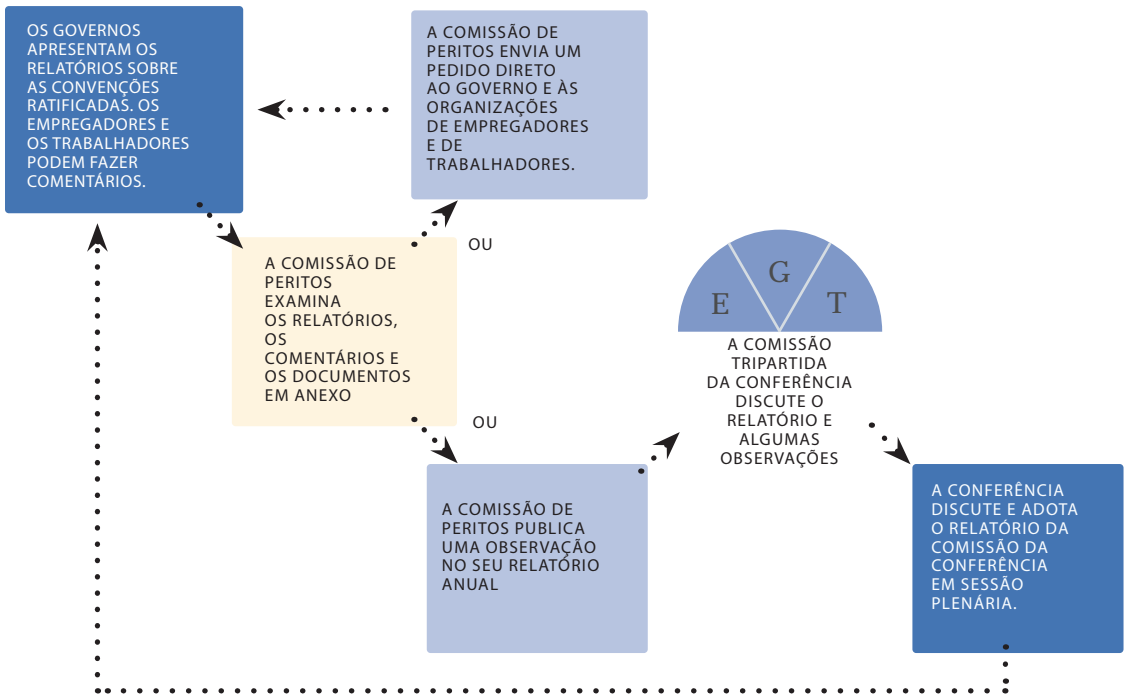 OS GOVERNOS
APRESENTAM OS
RELATÓRIOS SOBRE
AS CONVENÇÕES
RATIFICADAS. OS
EMPREGADORES E
OS TRABALHADORES
PODEM FAZER
COMENTÁRIOS.
A COMISSÃO DE
PERITOS ENVIA UM
PEDIDO DIRETO
AO GOVERNO E ÀS
ORGANIZAÇÕES
DE EMPREGADORES
E DE
TRABALHADORES.
OU
A COMISSÃO DE
PERITOS
EXAMINA
OS RELATÓRIOS,
OS
COMENTÁRIOS E
OS DOCUMENTOS
EM ANEXO
OU
A COMISSÃO DE
PERITOS PUBLICA
UMA OBSERVAÇÃO
NO SEU RELATÓRIO
ANUAL
E G T
A COMISSÃO
TRIPARTIDA
DA CONFERÊNCIA
DISCUTE O
RELATÓRIO E
ALGUMAS
OBSERVAÇÕES
A CONFERÊNCIA
DISCUTE E ADOTA
O RELATÓRIO DA
COMISSÃO DA
CONFERÊNCIA
EM SESSÃO
PLENÁRIA.